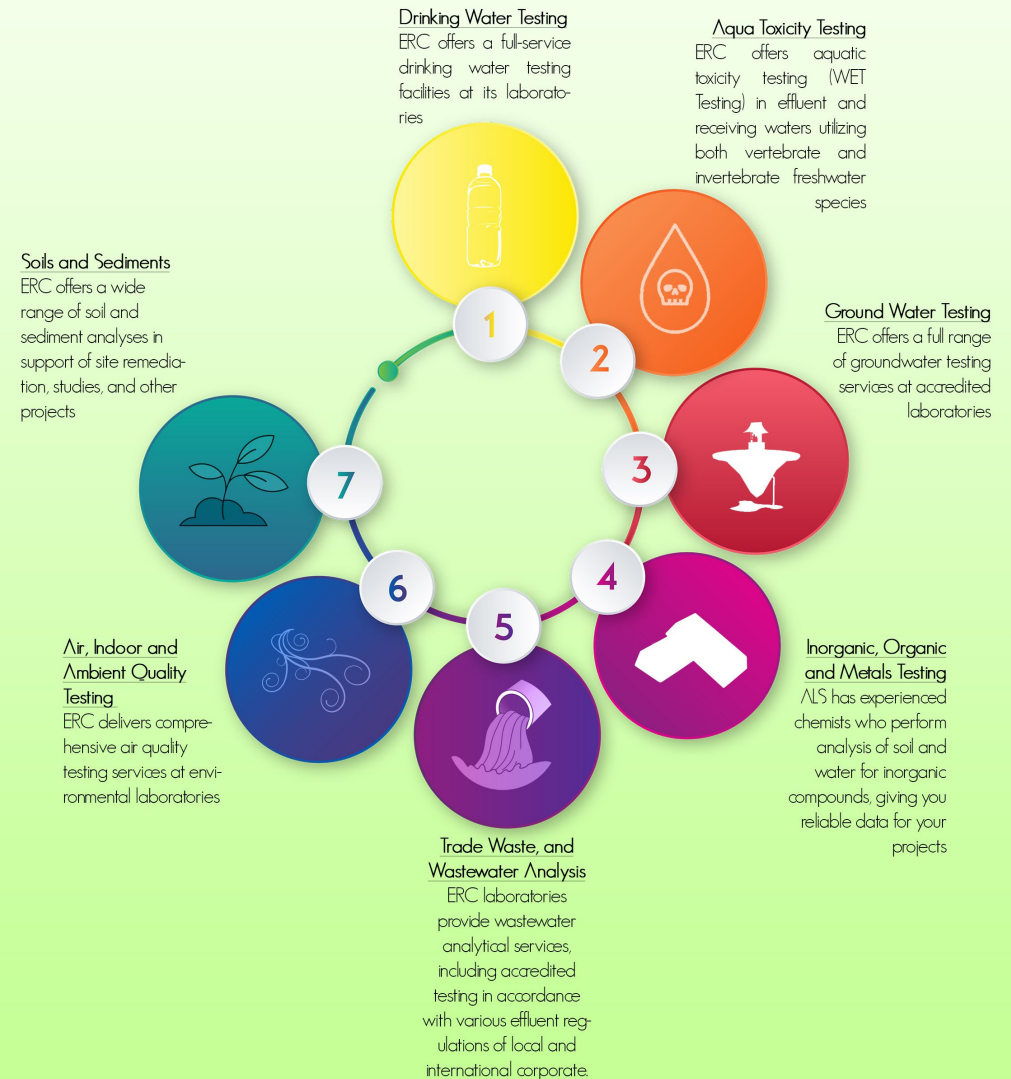 Drinking Water Testing
ERC offers a full-service
drinking water testing
facilities at its laborato-
ries
1
Aqua Toxicity Testing
ERC offers aquatic
toxicity testing (WET
Testing) in effluent and
receiving waters utilizing
both vertebrate and
invertebrate freshwater
species
2
Ground Water Testing
ERC offers a full range
of groundwater testing
services at accredited
laboratories
3
Inorganic, Organic
and Metals Testing
ALS has experienced
chemists who perform
analysis of soil and
water for inorganic
compounds, giving you
reliable data for your
projects
4
Trade Waste, and
Wastewater Analysis
ERC laboratories
provide wastewater
analytical services,
including accredited
testing in accordance
with various effluent reg-
ulations of local and
international corporate.
5
Air, Indoor and
Ambient Quality
Testing
ERC delivers compre-
hensive air quality
testing services at envi-
ronmental laboratories
6
Soils and Sediments
ERC offers a wide
range of soil and
sediment analyses in
support of site remedia-
tion, studies, and other
projects
7